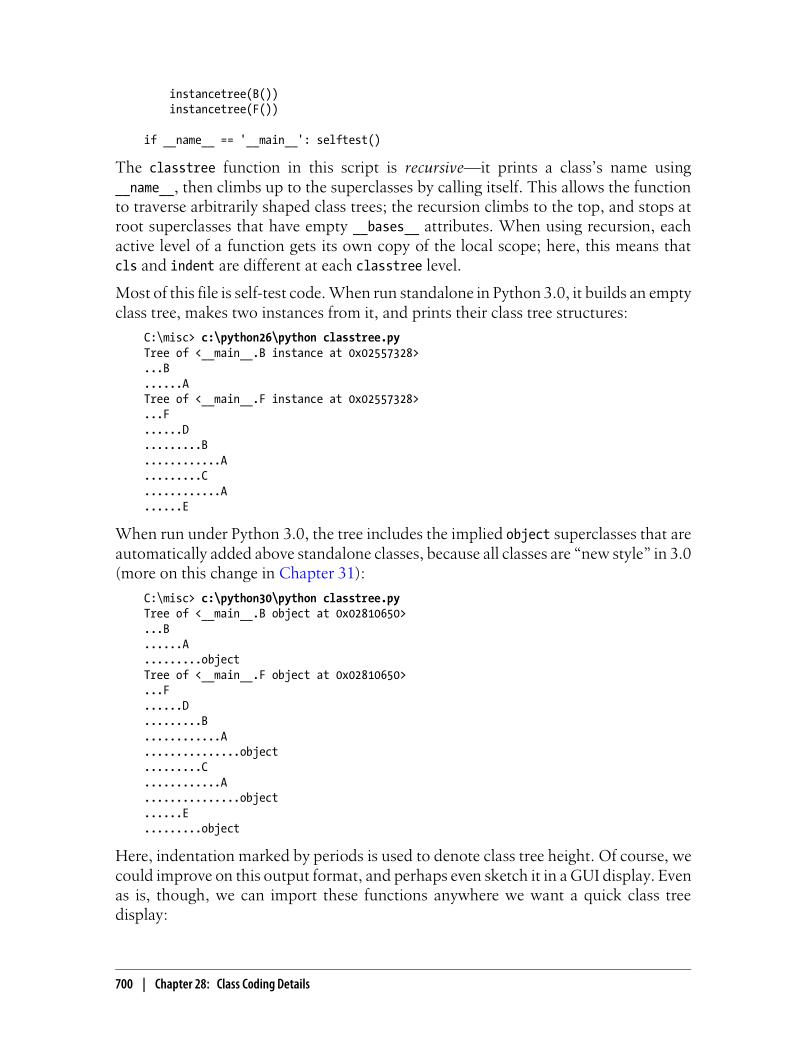 instancetree(B())
instancetree(F())
if __name__ == '__main__': selftest()
The classtree function in this script is recursive—it prints a class's name using
__name__, then climbs up to the superclasses by calling itself. This allows the function
to traverse arbitrarily shaped class trees; the recursion climbs to the top, and stops at
root superclasses that have empty __bases__ attributes. When using recursion, each
active level of a function gets its own copy of the local scope; here, this means that
cls and indent are different at each classtree level.
Most of this file is self-test code. When run standalone in Python 3.0, it builds an empty
class tree, makes two instances from it, and prints their class tree structures:
C:\misc> c:\python26\python classtree.py
Tree of <__main__.B instance at 0x02557328>
...B
......A
Tree of <__main__.F instance at 0x02557328>
...F
......D
.........B
............A
.........C
............A
......E
When run under Python 3.0, the tree includes the implied object superclasses that are
automatically added above standalone classes, because all classes are “new style” in 3.0
(more on this change in Chapter 31):
C:\misc> c:\python30\python classtree.py
Tree of <__main__.B object at 0x02810650>
...B
......A
.........object
Tree of <__main__.F object at 0x02810650>
...F
......D
.........B
............A
...............object
.........C
............A
...............object
......E
.........object
Here, indentation marked by periods is used to denote class tree height. Of course, we
could improve on this output format, and perhaps even sketch it in a GUI display. Even
as is, though, we can import these functions anywhere we want a quick class tree
display:
700 | Chapter 28: Class Coding Details